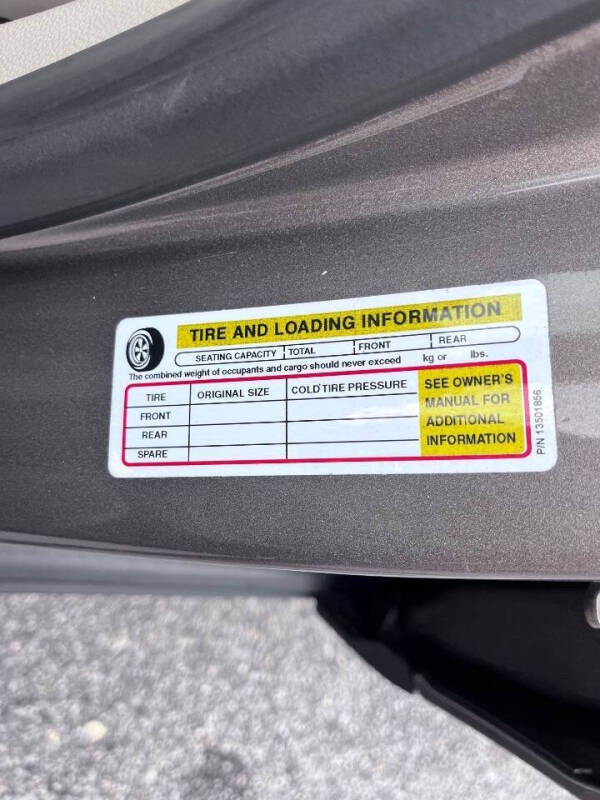 TIRE AND LOADING INFORMATION
SEATING CAPACITY TOTAL FRONT REAR
The combined weight of occupants and cargo should never exceed kg or lbs.
TIRE ORIGINAL SIZE COLD TIRE PRESSURE
FRONT
REAR
SPARE
SEE OWNER'S
MANUAL FOR
ADDITIONAL
INFORMATION
P/N 13501856